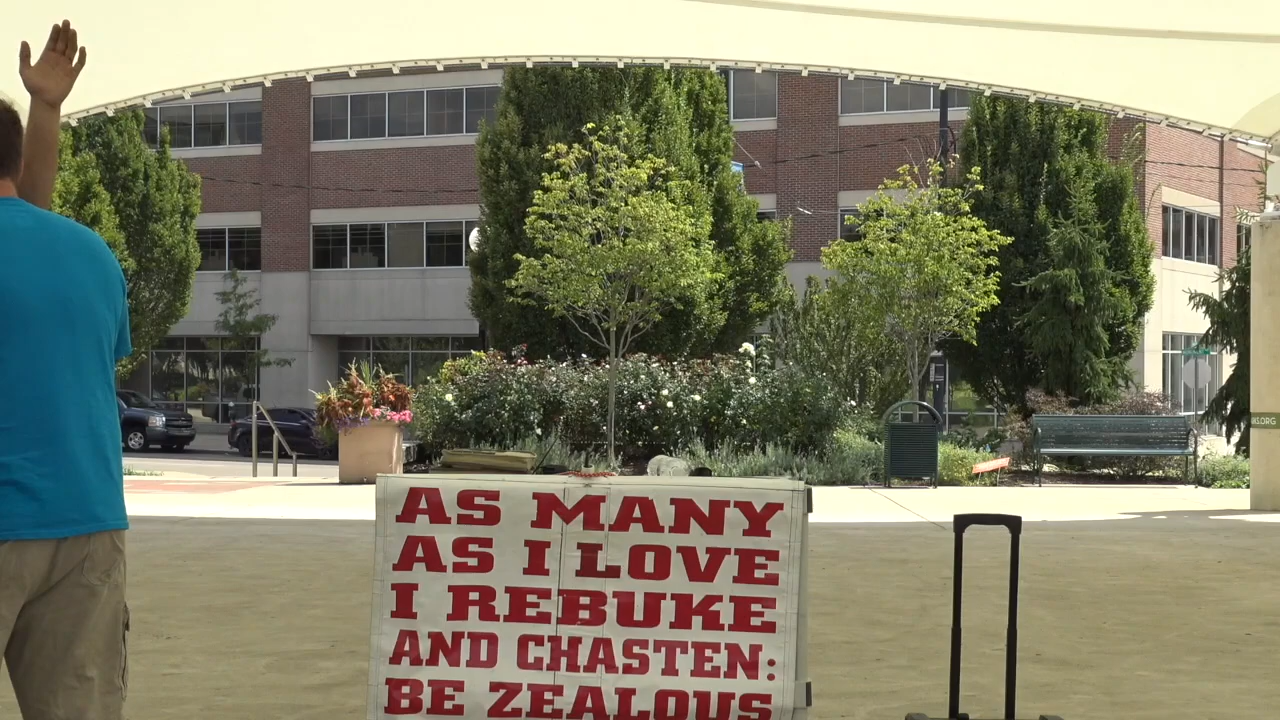 AS MANY
AS I LOVE
I REBUKE
AND CHASTEN:
BE ZEALOUS